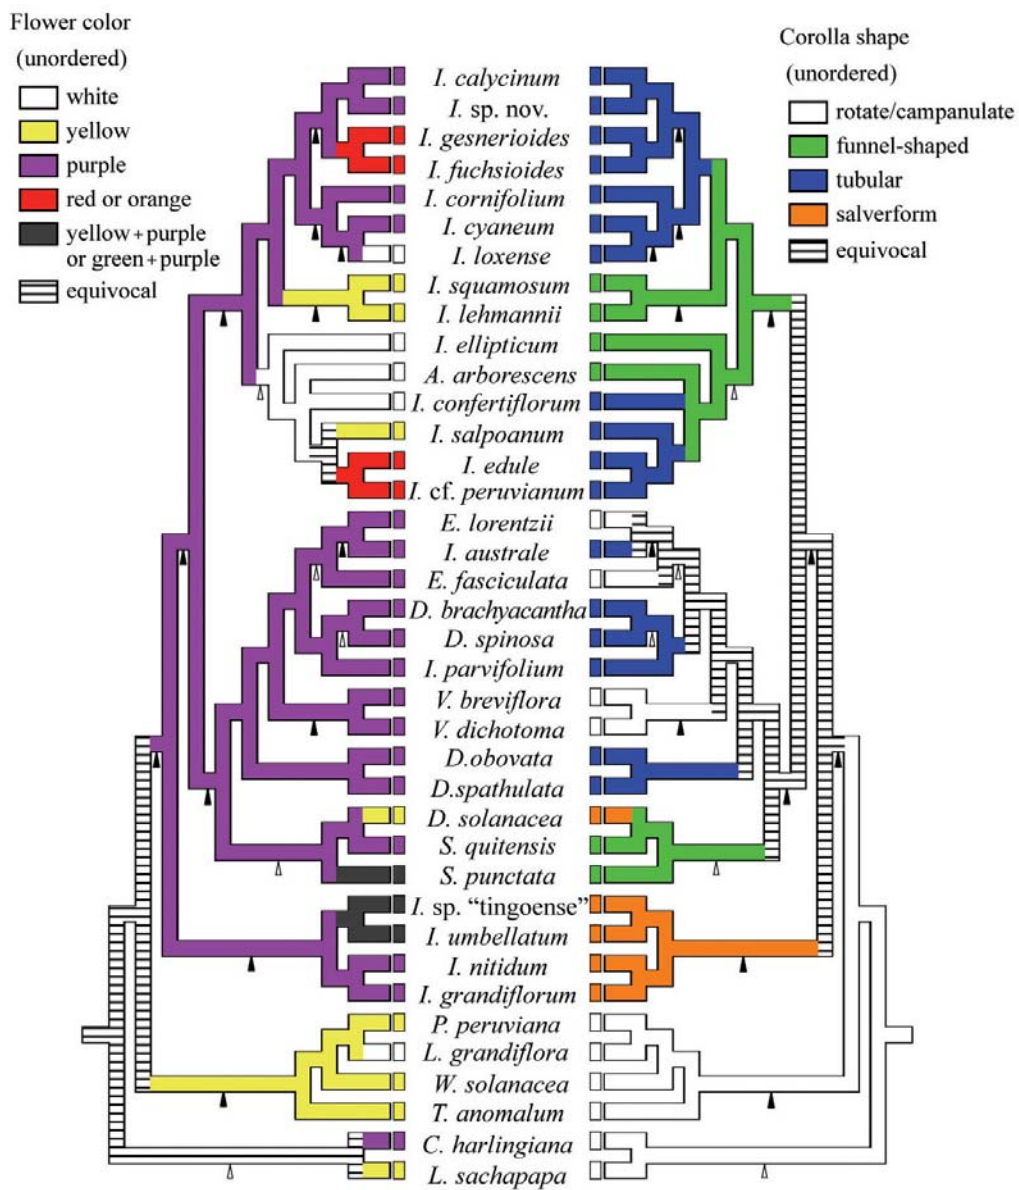 Flower color
(unordered)
white
yellow
purple
red or orange
yellow + purple
or green + purple
equivocal
Corolla shape
(unordered)
rotate/campanulate
funnel-shaped
tubular
salverform
equivocal
I. calycinum
I. sp. nov.
I. gesnerioides
I. fuchsioides
I. cornifolium
I. cyaneum
I. loxense
I. squamosum
I. lehmannii
I. ellipticum
A. arborescens
I. confertiflorum
I. salpoanum
I. edule
I. cf. peruvianum
E. lorentzii
I. australe
E. fasciculata
D. brachyacantha
D. spinosa
I. parvifolium
V. breviflora
V. dichotoma
D.obovata
D.spathulata
D. solanacea
S. quitensis
S. punctata
I. sp. “tingoense”
I. umbellatum
I. nitidum
I. grandiflorum
P. peruviana
L. grandiflora
W. solanacea
T. anomalum
C. harlingiana
L. sachapapa